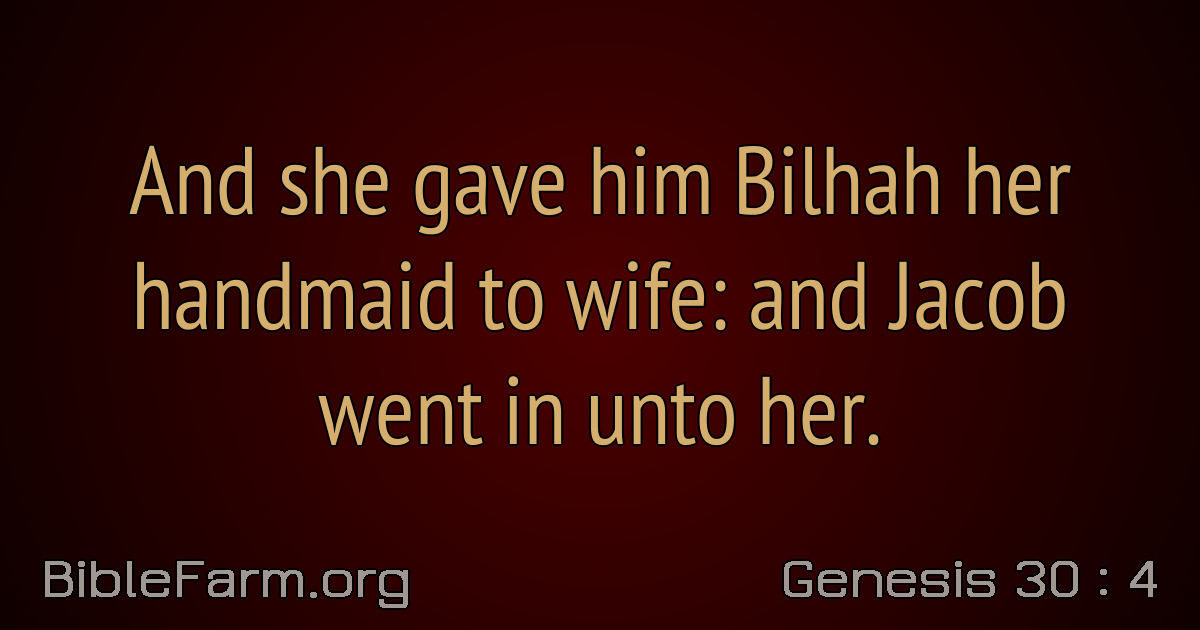 And she gave him Bilhah her
handmaid to wife: and Jacob
went in unto her.
BibleFarm.org
Genesis 30 : 4